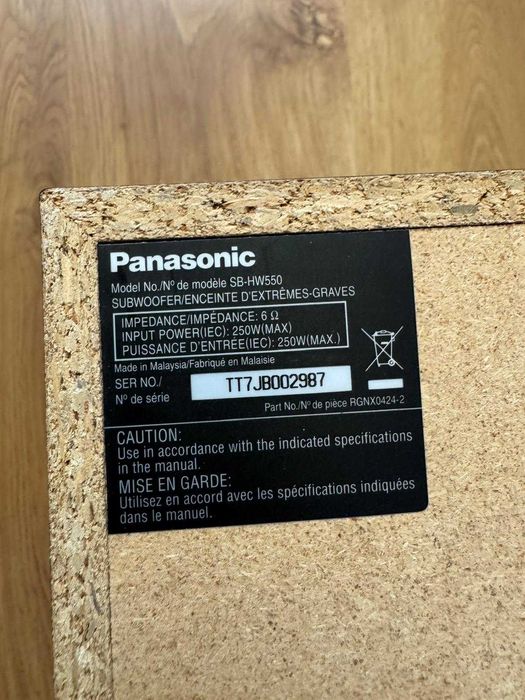 Panasonic
Model No./Nº de modèle SB-HW550
SUBWOOFER/ENCEINTE D'EXTRÊMES-GRAVES
IMPEDANCE/IMPÉDANCE: 6 Ω
INPUT POWER(IEC): 250W(MAX)
PUISSANCE D'ENTRÉE(IEC): 250W(MAX.)
Made in Malaysia/Fabriqué en Malaisie
SER NO./
Nº de série
TT7JB002987
Part No./Nº de pièce RGNX0424-2
CAUTION:
Use in accordance with the indicated specifications
in the manual.
MISE EN GARDE:
Utilisez en accord avec les spécifications indiquées
dans le manuel.